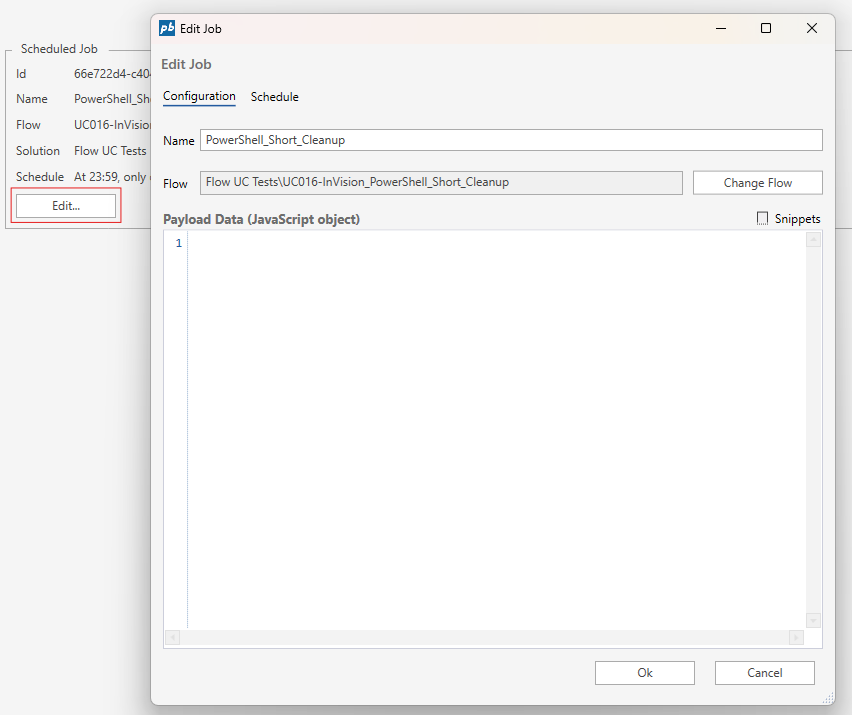 pb Edit Job
Scheduled Job
Id 66e722d4-c404
Name PowerShell_Sh
Flow UC016-InVision
Solution Flow UC Tests
Schedule At 23:59, only
Edit...
Edit Job
Configuration Schedule
Name PowerShell_Short_Cleanup
Flow Flow UC Tests\UC016-InVision_PowerShell_Short_Cleanup Change Flow
Payload Data (JavaScript object) Snippets
1
Ok Cancel